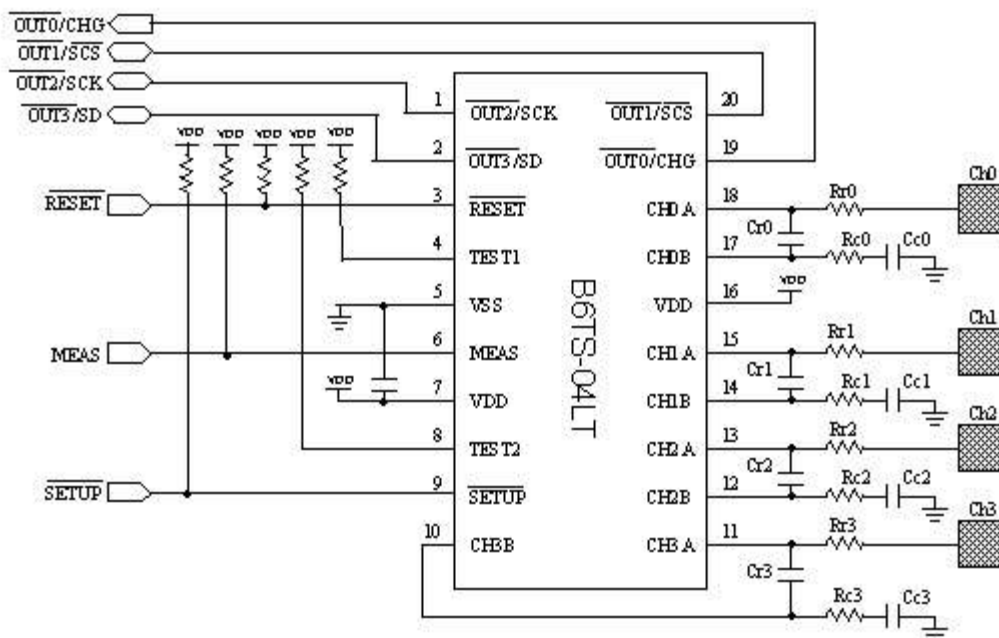 OUT0/CHG
OUT1/SCS
OUT2/SCK
OUT3/SD
VDD VDD VDD VDD VDD
RESET
MEAS
VDD
SETUP
1 OUT2/SCK
2 OUT3/SD
3 RESET
4 TEST1
5 VSS
6 MEAS
7 VDD
8 TEST2
9 SETUP
10 CH3B
B6TS-04LT
OUT1/SCS 20
OUT0/CHG 19
CH0A 18
CH0B 17
VDD 16
CH1A 15
CH1B 14
CH2A 13
CH2B 12
CH3A 11
Rr0 Ch0
Cr0 Rc0 Cc0
VDD
Rr1 Ch1
Cr1 Rc1 Cc1
Rr2 Ch2
Cr2 Rc2 Cc2
Rr3 Ch3
Cr3
Rc3 Cc3